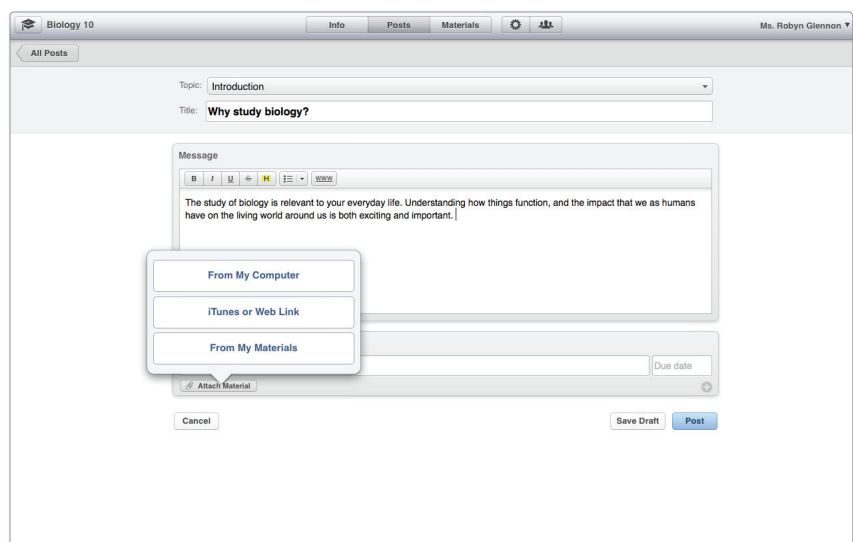 Biology 10
Info Posts Materials
Ms. Robyn Glennon
All Posts
Topic: Introduction
Title: Why study biology?
Message
B I U S H WWW
The study of biology is relevant to your everyday life. Understanding how things function, and the impact that we as humans
have on the living world around us is both exciting and important.
From My Computer
iTunes or Web Link
From My Materials
Due date
Attach Material
Cancel Save Draft Post